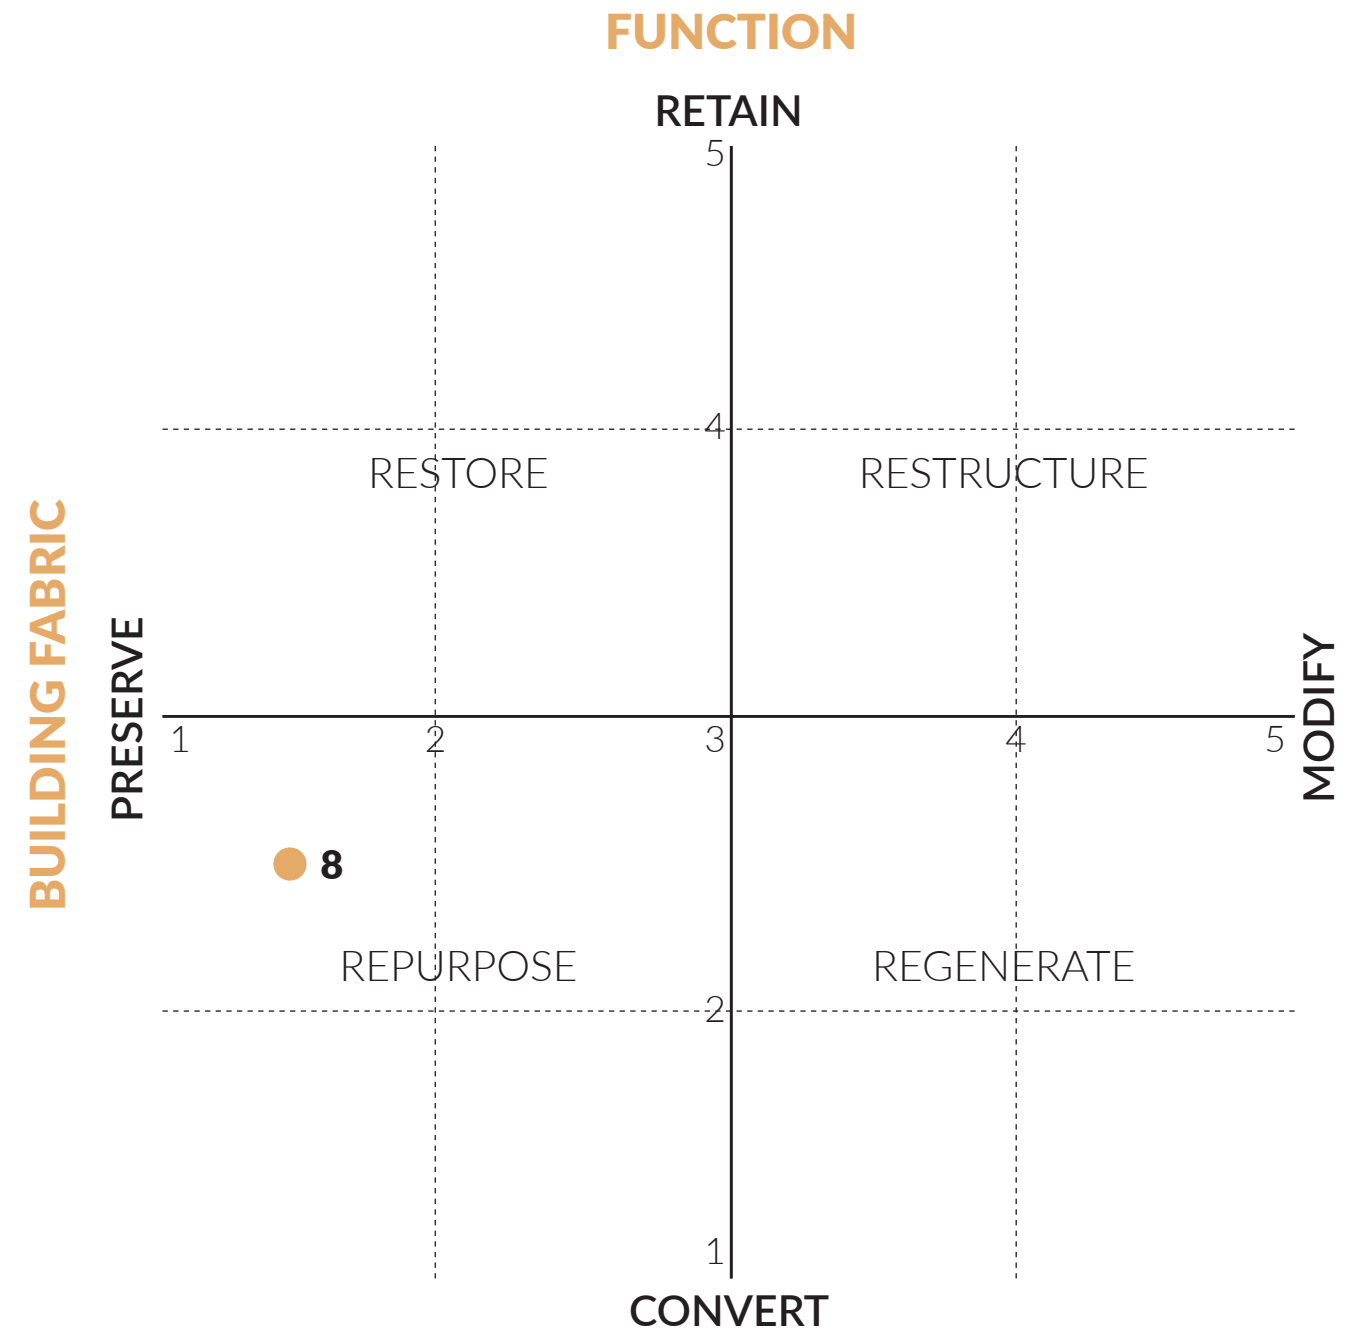 FUNCTION
RETAIN
5
4
RESTORE
RESTRUCTURE
BUILDING FABRIC
PRESERVE
MODIFY
1
2
3
4
5
8
REPURPOSE
REGENERATE
2
1
CONVERT